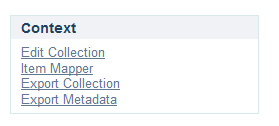 Context
Edit Collection
Item Mapper
Export Collection
Export Metadata